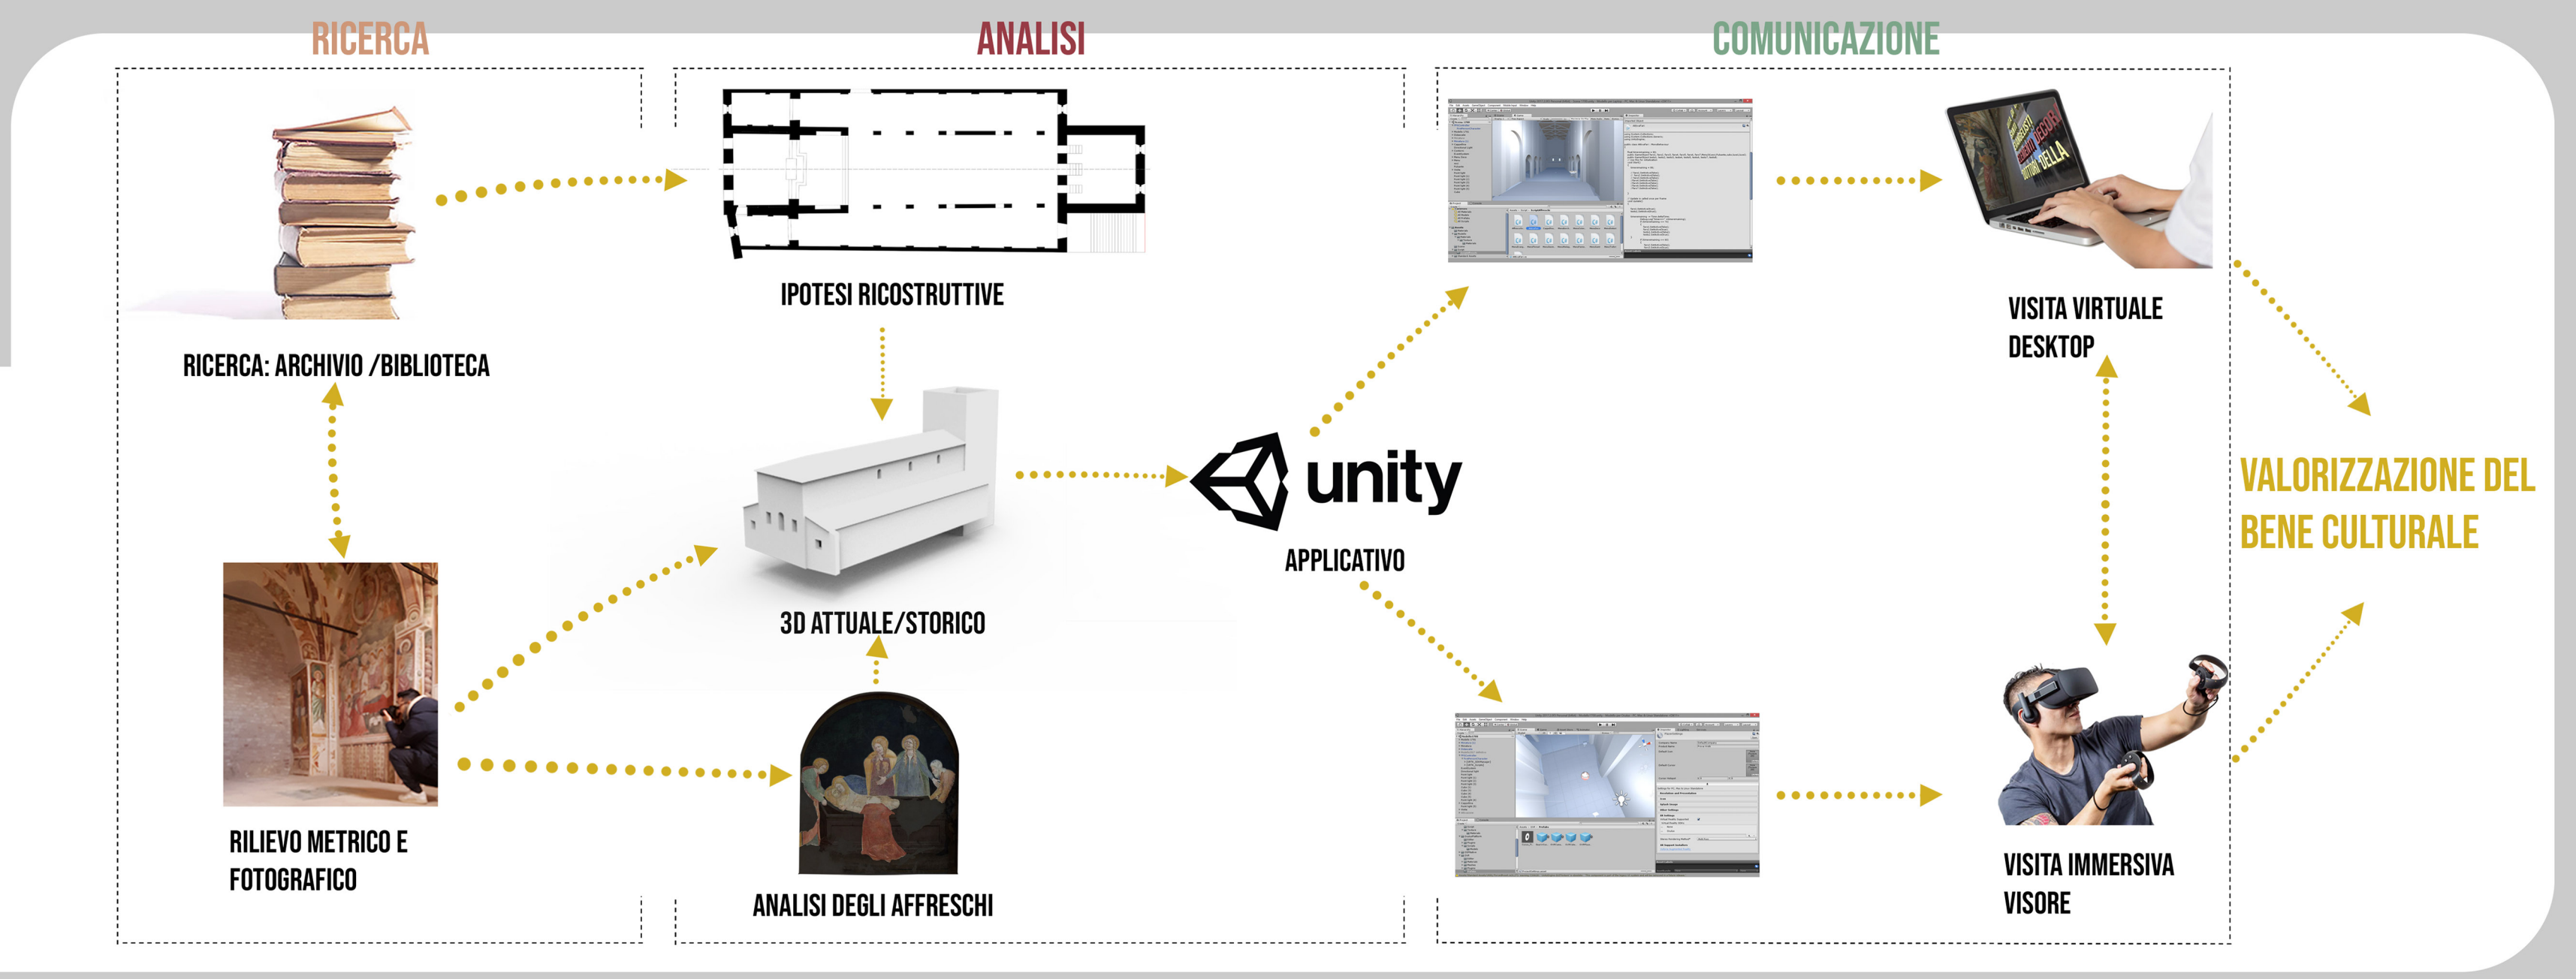 RICERCA
ANALISI
COMUNICAZIONE
RICERCA: ARCHIVIO /BIBLIOTECA
RILIEVO METRICO E
FOTOGRAFICO
IPOTESI RICOSTRUTTIVE
3D ATTUALE/STORICO
ANALISI DEGLI AFFRESCHI
unity
APPLICATIVO
VISITA VIRTUALE
DESKTOP
VISITA IMMERSIVA
VISORE
VALORIZZAZIONE DEL
BENE CULTURALE